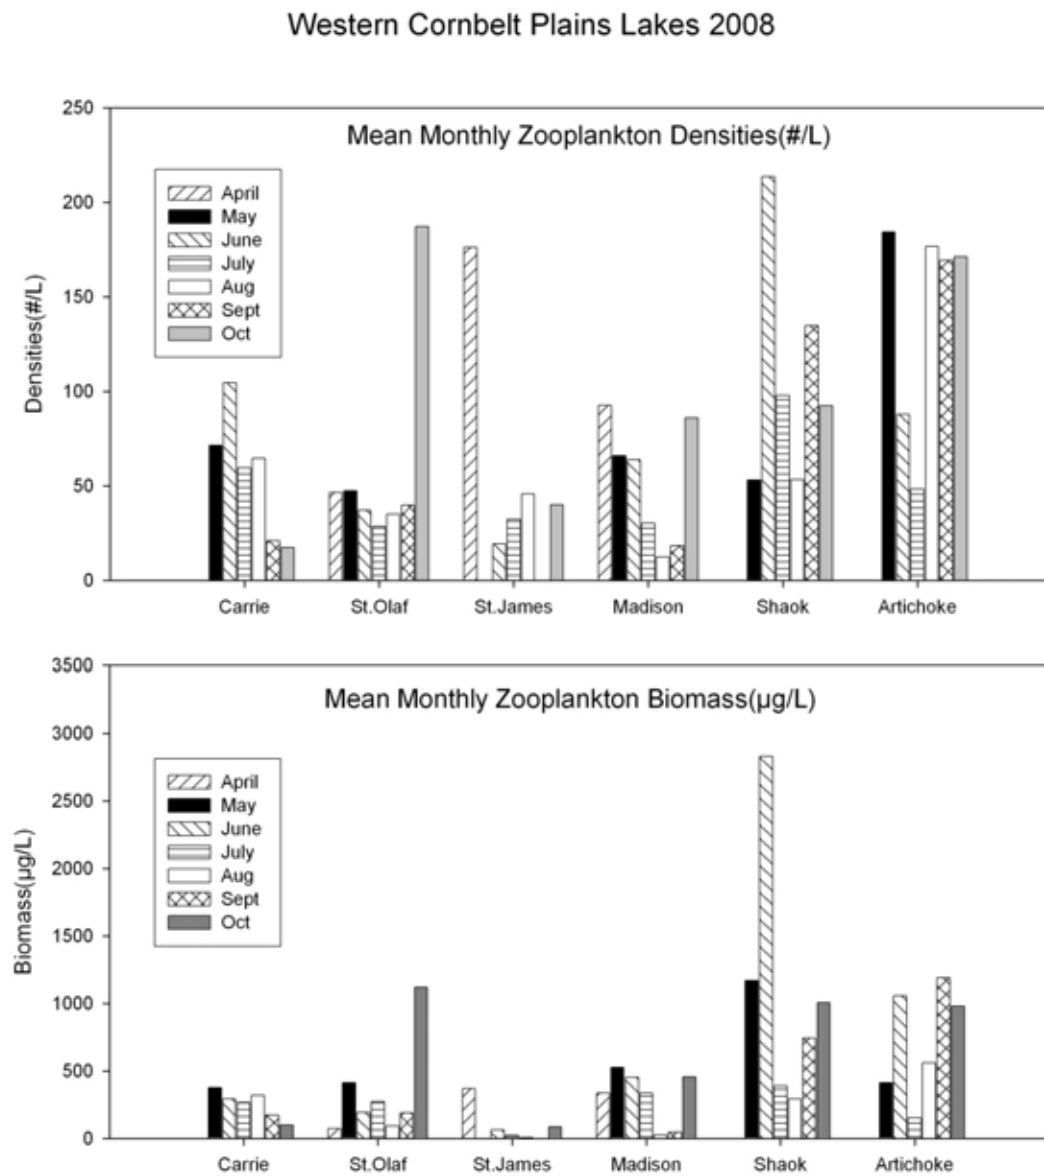 Western Cornbelt Plains Lakes 2008
Mean Monthly Zooplankton Densities(#/L)
250
200
150
100
50
0
Densities(#/L)
April
May
June
July
Aug
Sept
Oct
Carrie St.Olaf St.James Madison Shaok Artichoke
Mean Monthly Zooplankton Biomass(µg/L)
3500
3000
2500
2000
1500
1000
500
0
Biomass(µg/L)
April
May
June
July
Aug
Sept
Oct
Carrie St.Olaf St.James Madison Shaok Artichoke